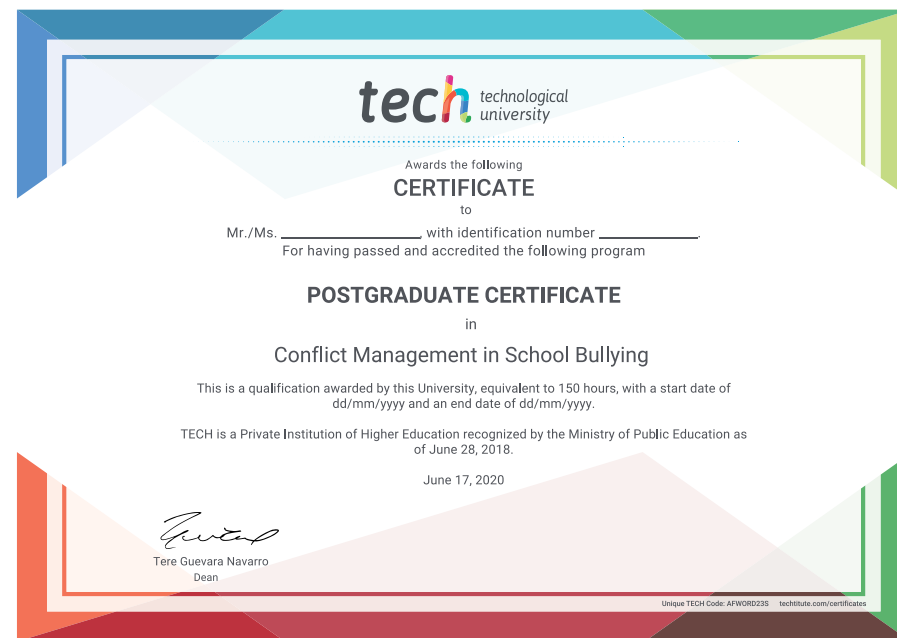 tech technological
university
Awards the following
CERTIFICATE
to
Mr./Ms. ____________________, with identification number ______________.
For having passed and accredited the following program
POSTGRADUATE CERTIFICATE
in
Conflict Management in School Bullying
This is a qualification awarded by this University, equivalent to 150 hours, with a start date of
dd/mm/yyyy and an end date of dd/mm/yyyy.
TECH is a Private Institution of Higher Education recognized by the Ministry of Public Education as
of June 28, 2018.
June 17, 2020
Tere Guevara Navarro
Dean
Unique TECH Code: AFWORD23S techtitute.com/certificates